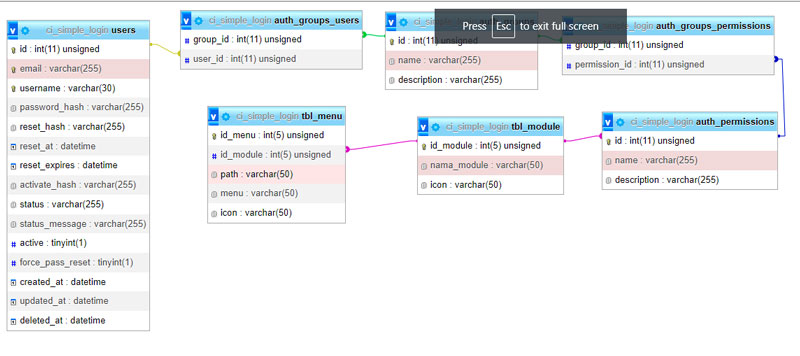 ci_simple_login users
id : int(11) unsigned
email : varchar(255)
username : varchar(30)
password_hash : varchar(255)
reset_hash : varchar(255)
reset_at : datetime
reset_expires : datetime
activate_hash : varchar(255)
status : varchar(255)
status_message : varchar(255)
active : tinyint(1)
force_pass_reset : tinyint(1)
created_at : datetime
updated_at : datetime
deleted_at : datetime
ci_simple_login auth_groups_users
group_id : int(11) unsigned
user_id : int(11) unsigned
id : int(11) unsigned
name : varchar(255)
description : varchar(255)
Press Esc to exit full screen
auth_groups_permissions
group_id : int(11) unsigned
permission_id : int(11) unsigned
ci_simple_login tbl_menu
id_menu : int(5) unsigned
id_module : int(5) unsigned
path : varchar(50)
menu : varchar(50)
icon : varchar(50)
ci_simple_login tbl_module
id_module : int(5) unsigned
nama_module : varchar(50)
icon : varchar(50)
ci_simple_login auth_permissions
id : int(11) unsigned
name : varchar(255)
description : varchar(255)